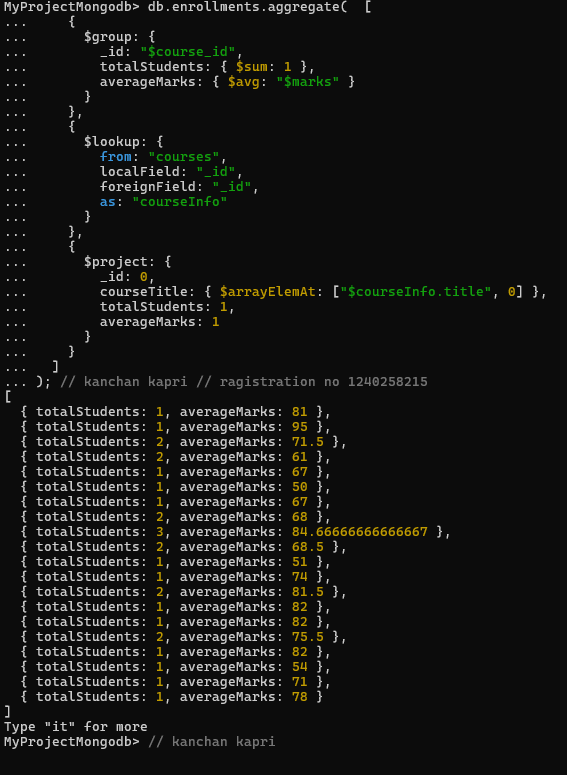 MyProjectMongodb> db.enrollments.aggregate(  [
...     {
...       $group: {
...         _id: "$course_id",
...         totalStudents: { $sum: 1 },
...         averageMarks: { $avg: "$marks" }
...       }
...     },
...     {
...       $lookup: {
...         from: "courses",
...         localField: "_id",
...         foreignField: "_id",
...         as: "courseInfo"
...       }
...     },
...     {
...       $project: {
...         _id: 0,
...         courseTitle: { $arrayElemAt: ["$courseInfo.title", 0] },
...         totalStudents: 1,
...         averageMarks: 1
...       }
...     }
...   ]
... ); // kanchan kapri // ragistration no 1240258215
[
  { totalStudents: 1, averageMarks: 81 },
  { totalStudents: 1, averageMarks: 95 },
  { totalStudents: 2, averageMarks: 71.5 },
  { totalStudents: 2, averageMarks: 61 },
  { totalStudents: 1, averageMarks: 67 },
  { totalStudents: 1, averageMarks: 50 },
  { totalStudents: 1, averageMarks: 67 },
  { totalStudents: 2, averageMarks: 68 },
  { totalStudents: 3, averageMarks: 84.66666666666667 },
  { totalStudents: 2, averageMarks: 68.5 },
  { totalStudents: 1, averageMarks: 51 },
  { totalStudents: 1, averageMarks: 74 },
  { totalStudents: 2, averageMarks: 81.5 },
  { totalStudents: 1, averageMarks: 82 },
  { totalStudents: 1, averageMarks: 82 },
  { totalStudents: 2, averageMarks: 75.5 },
  { totalStudents: 1, averageMarks: 82 },
  { totalStudents: 1, averageMarks: 54 },
  { totalStudents: 1, averageMarks: 71 },
  { totalStudents: 1, averageMarks: 78 }
]
Type "it" for more
MyProjectMongodb> // kanchan kapri